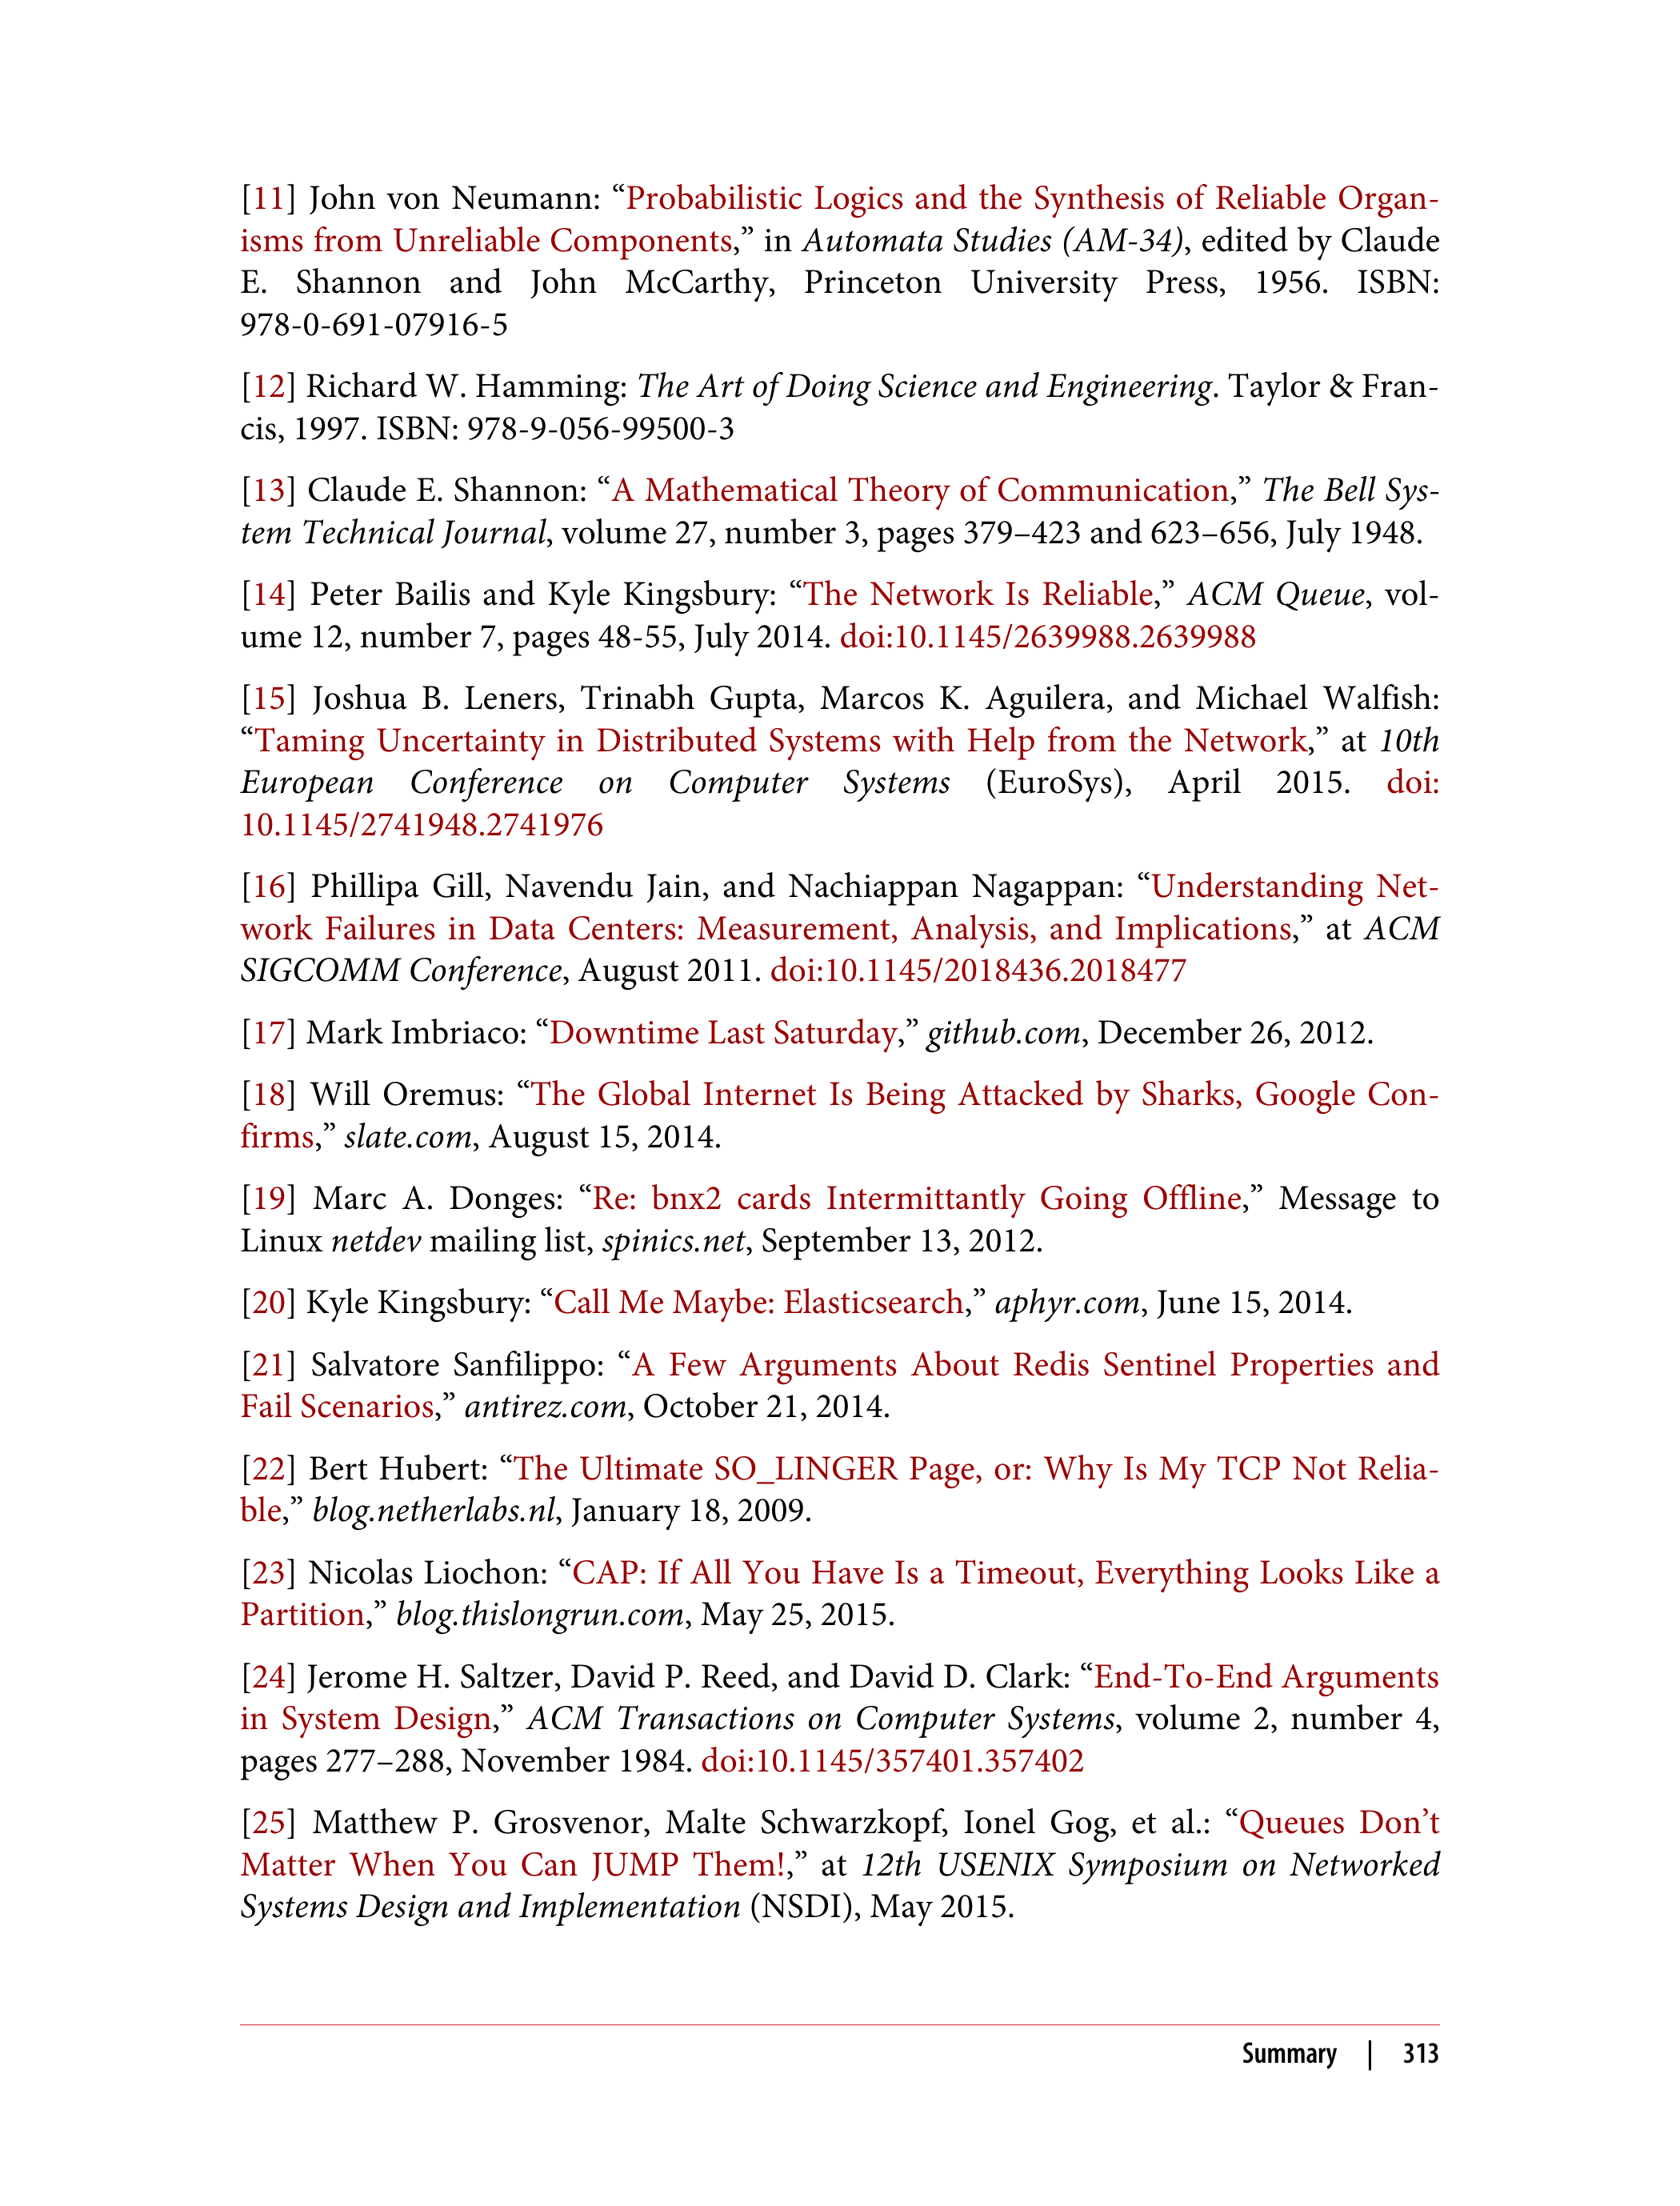 [11] John von Neumann: “Probabilistic Logics and the Synthesis of Reliable Organ-
isms from Unreliable Components,” in Automata Studies (AM-34), edited by Claude
E. Shannon and John McCarthy, Princeton University Press, 1956. ISBN:
978-0-691-07916-5
[12] Richard W. Hamming: The Art of Doing Science and Engineering. Taylor & Fran-
cis, 1997. ISBN: 978-9-056-99500-3
[13] Claude E. Shannon: “A Mathematical Theory of Communication,” The Bell Sys-
tem Technical Journal, volume 27, number 3, pages 379–423 and 623–656, July 1948.
[14] Peter Bailis and Kyle Kingsbury: “The Network Is Reliable,” ACM Queue, vol-
ume 12, number 7, pages 48-55, July 2014. doi:10.1145/2639988.2639988
[15] Joshua B. Leners, Trinabh Gupta, Marcos K. Aguilera, and Michael Walfish:
“Taming Uncertainty in Distributed Systems with Help from the Network,” at 10th
European Conference on Computer Systems (EuroSys), April 2015. doi:
10.1145/2741948.2741976
[16] Phillipa Gill, Navendu Jain, and Nachiappan Nagappan: “Understanding Net-
work Failures in Data Centers: Measurement, Analysis, and Implications,” at ACM
SIGCOMM Conference, August 2011. doi:10.1145/2018436.2018477
[17] Mark Imbriaco: “Downtime Last Saturday,” github.com, December 26, 2012.
[18] Will Oremus: “The Global Internet Is Being Attacked by Sharks, Google Con-
firms,” slate.com, August 15, 2014.
[19] Marc A. Donges: “Re: bnx2 cards Intermittantly Going Offline,” Message to
Linux netdev mailing list, spinics.net, September 13, 2012.
[20] Kyle Kingsbury: “Call Me Maybe: Elasticsearch,” aphyr.com, June 15, 2014.
[21] Salvatore Sanfilippo: “A Few Arguments About Redis Sentinel Properties and
Fail Scenarios,” antirez.com, October 21, 2014.
[22] Bert Hubert: “The Ultimate SO_LINGER Page, or: Why Is My TCP Not Relia-
ble,” blog.netherlabs.nl, January 18, 2009.
[23] Nicolas Liochon: “CAP: If All You Have Is a Timeout, Everything Looks Like a
Partition,” blog.thislongrun.com, May 25, 2015.
[24] Jerome H. Saltzer, David P. Reed, and David D. Clark: “End-To-End Arguments
in System Design,” ACM Transactions on Computer Systems, volume 2, number 4,
pages 277–288, November 1984. doi:10.1145/357401.357402
[25] Matthew P. Grosvenor, Malte Schwarzkopf, Ionel Gog, et al.: “Queues Don’t
Matter When You Can JUMP Them!,” at 12th USENIX Symposium on Networked
Systems Design and Implementation (NSDI), May 2015.
Summary | 313